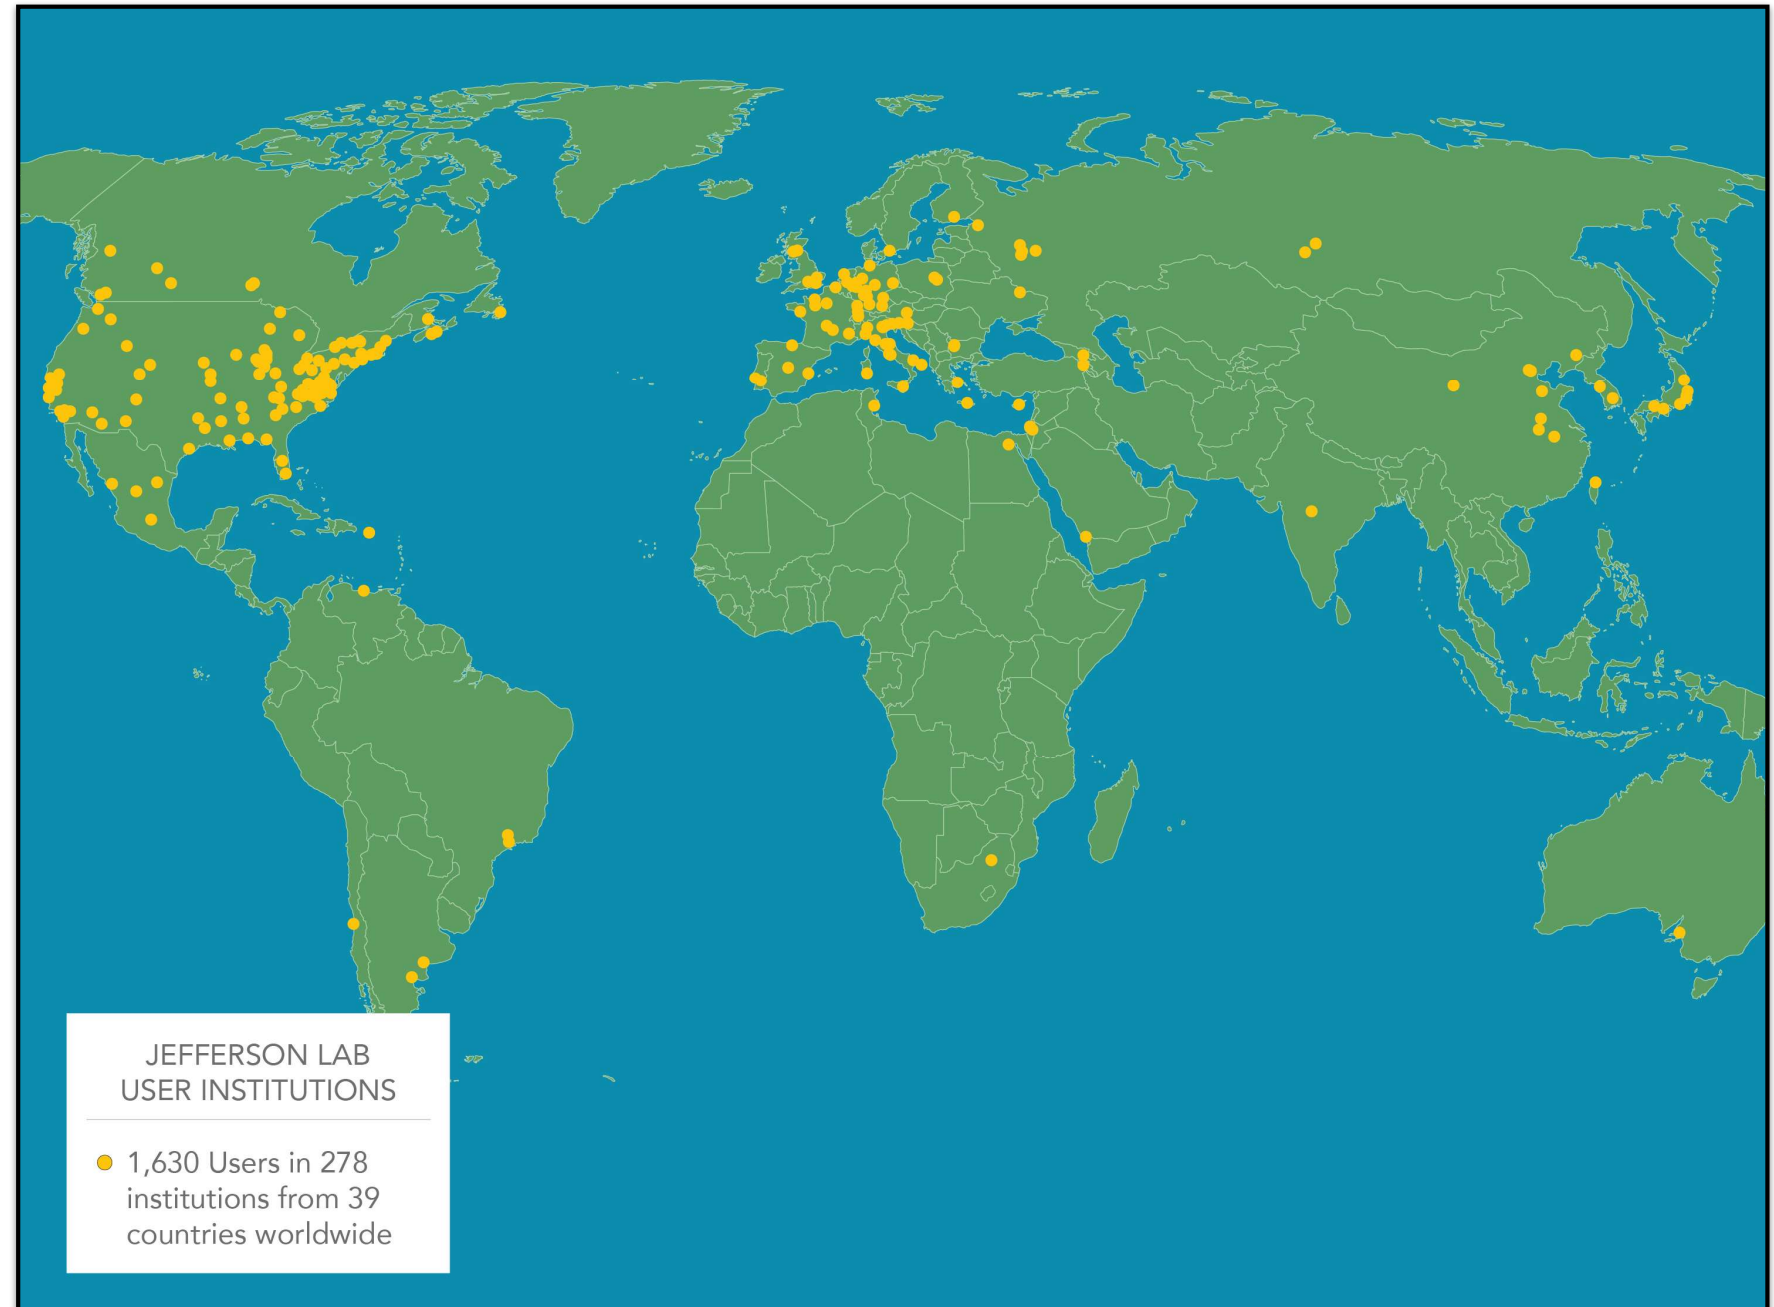 JEFFERSON LAB
USER INSTITUTIONS
1,630 Users in 278
institutions from 39
countries worldwide